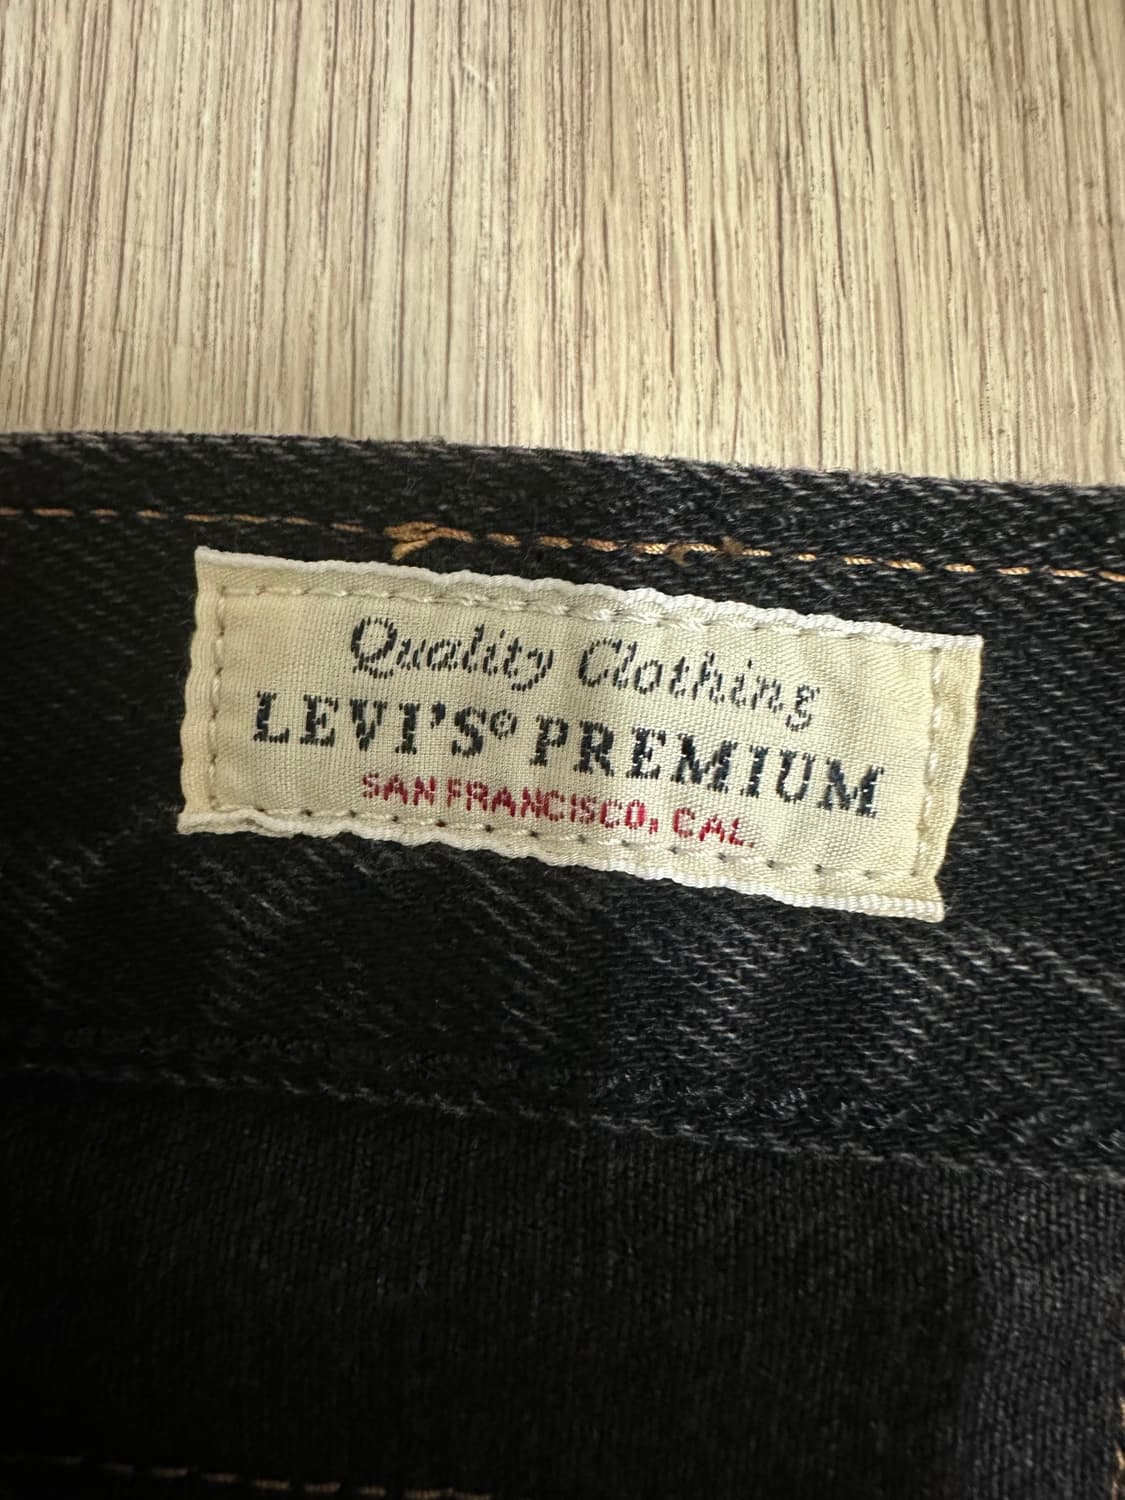 Quality Clothing
LEVI'S® PREMIUM
SAN FRANCISCO, CAL.